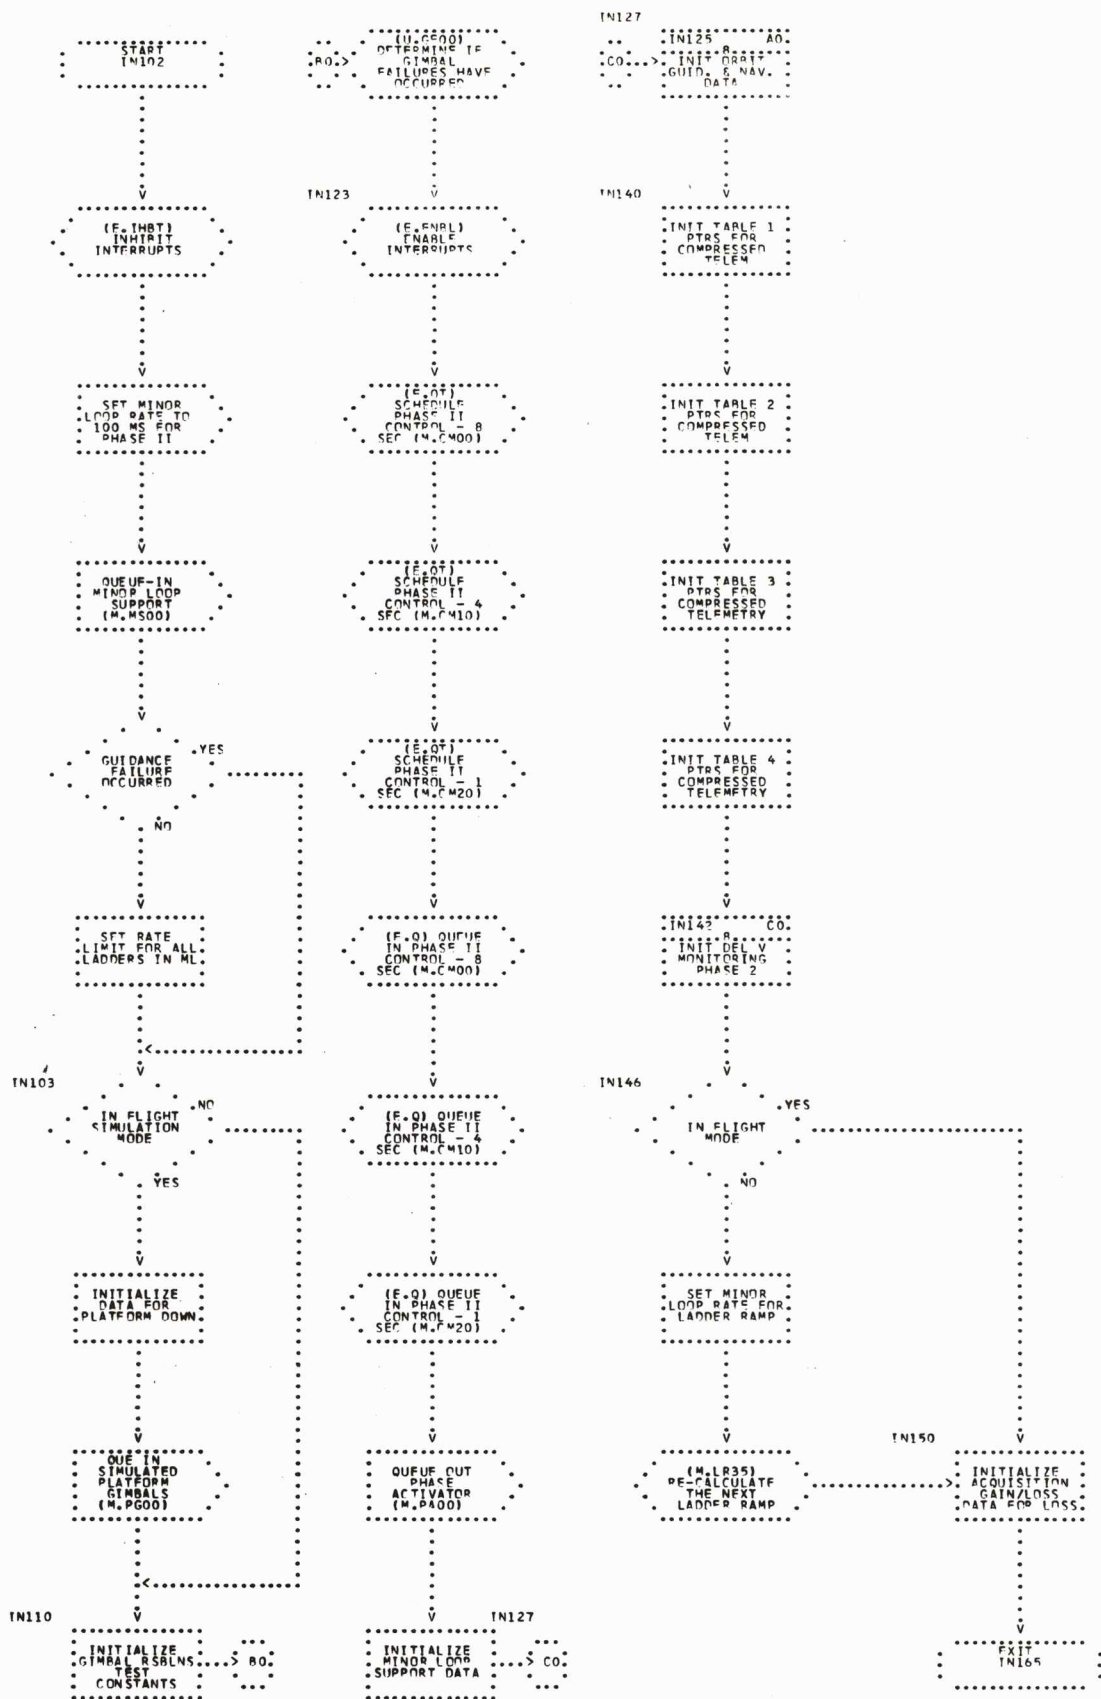 START
IN102
(E.IHBT)
INHIBIT
INTERRUPTS
SET MINOR
LOOP RATE TO
100 MS FOR
PHASE II
QUEUE-IN
MINOR LOOP
SUPPORT
(M.MS00)
GUIDANCE
FAILURE
OCCURRED
YES
NO
SET RATE
LIMIT FOR ALL
LADDERS IN ML
IN103
IN FLIGHT
SIMULATION
MODE
NO
YES
INITIALIZE
DATA FOR
PLATFORM DOWN
QUE IN
SIMULATED
PLATFORM
GIMBALS
(M.PG00)
IN110
INITIALIZE
GIMBAL RSBLNS
TEST
CONSTANTS
B0
B0
(U.GF00)
DETERMINE IF
GIMBAL
FAILURES HAVE
OCCURRED
IN123
(E.ENBL)
ENABLE
INTERRUPTS
(E.QT)
SCHEDULE
PHASE II
CONTROL - 8
SEC (M.CM00)
(E.QT)
SCHEDULE
PHASE II
CONTROL - 4
SEC (M.CM10)
(E.QT)
SCHEDULE
PHASE II
CONTROL - 1
SEC (M.CM20)
(E.Q) QUEUE
IN PHASE II
CONTROL - 8
SEC (M.CM00)
(E.Q) QUEUE
IN PHASE II
CONTROL - 4
SEC (M.CM10)
(E.Q) QUEUE
IN PHASE II
CONTROL - 1
SEC (M.CM20)
QUEUE OUT
PHASE
ACTIVATOR
(M.PA00)
INITIALIZE
MINOR LOOP
SUPPORT DATA
IN127
C0
IN127
C0
IN125 A0
8
INIT ORBIT
GUID. & NAV.
DATA
IN140
INIT TABLE 1
PTRS FOR
COMPRESSED
TELEM
INIT TABLE 2
PTRS FOR
COMPRESSED
TELEM
INIT TABLE 3
PTRS FOR
COMPRESSED
TELEMETRY
INIT TABLE 4
PTRS FOR
COMPRESSED
TELEMETRY
IN142 C0
8
INIT DEL V
MONITORING
PHASE 2
IN146
IN FLIGHT
MODE
YES
NO
SET MINOR
LOOP RATE FOR
LADDER RAMP
(M.LR35)
RE-CALCULATE
THE NEXT
LADDER RAMP
IN150
INITIALIZE
ACQUISITION
GAIN/LOSS
DATA FOR LOSS
EXIT
IN165